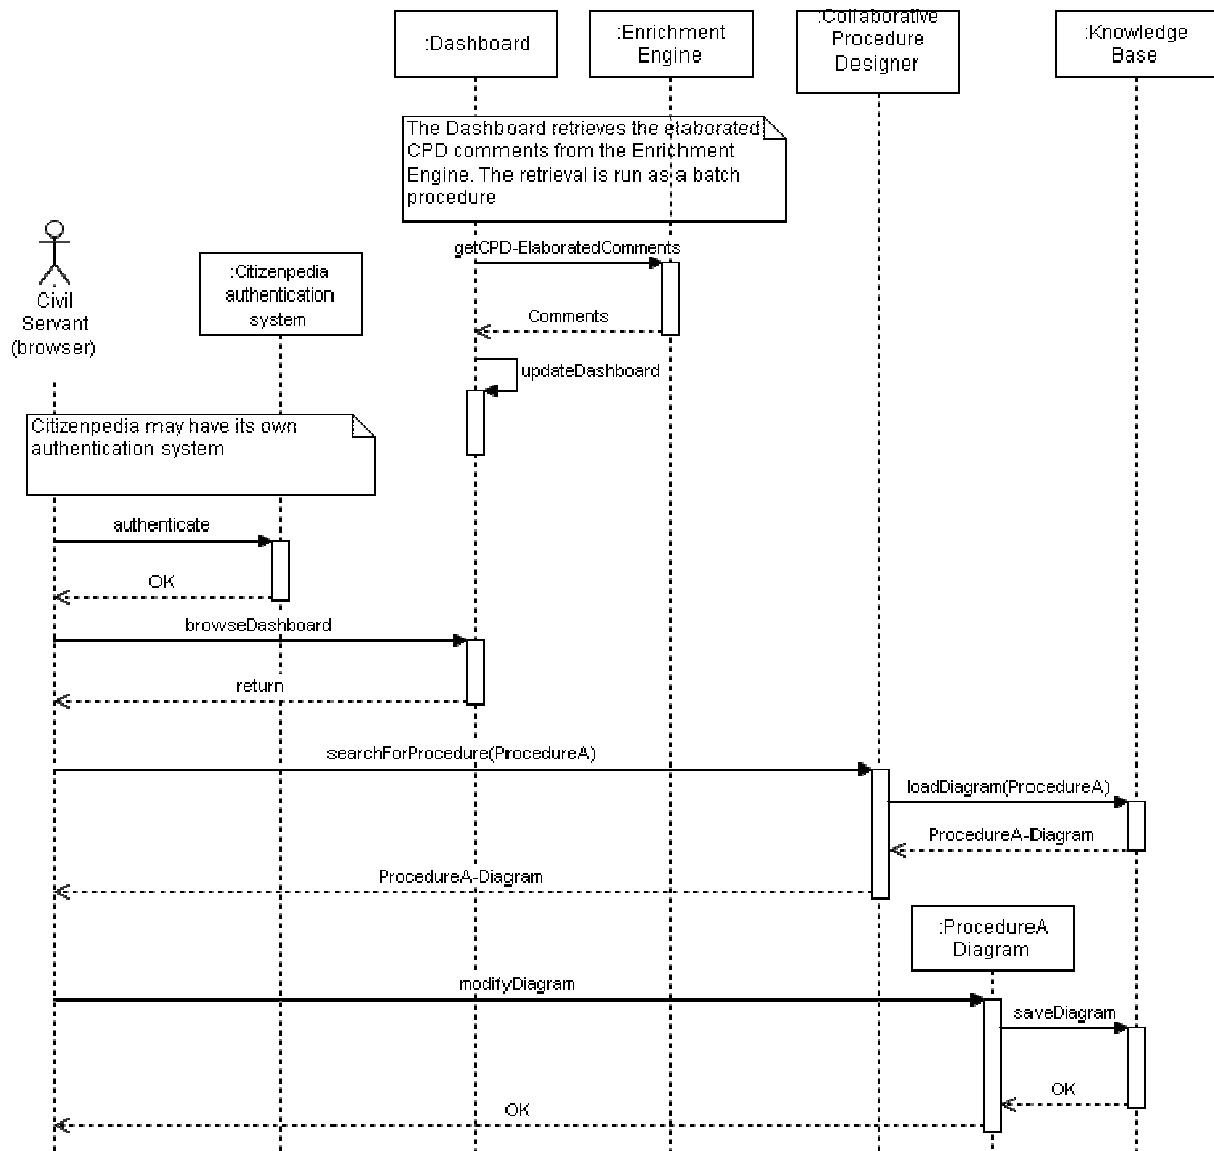 :Dashboard
:Enrichment
Engine
:Collaborative
Procedure
Designer
:Knowledge
Base
The Dashboard retrieves the elaborated
CPD comments from the Enrichment
Engine. The retrieval is run as a batch
procedure
Civil
Servant
(browser)
:Citizenpedia
authentication
system
getCPD-ElaboratedComments
Comments
updateDashboard
Citizenpedia may have its own
authentication system
authenticate
OK
browseDashboard
return
searchForProcedure(ProcedureA)
loadDiagram(ProcedureA)
ProcedureA-Diagram
ProcedureA-Diagram
:ProcedureA
Diagram
modifyDiagram
saveDiagram
OK
OK